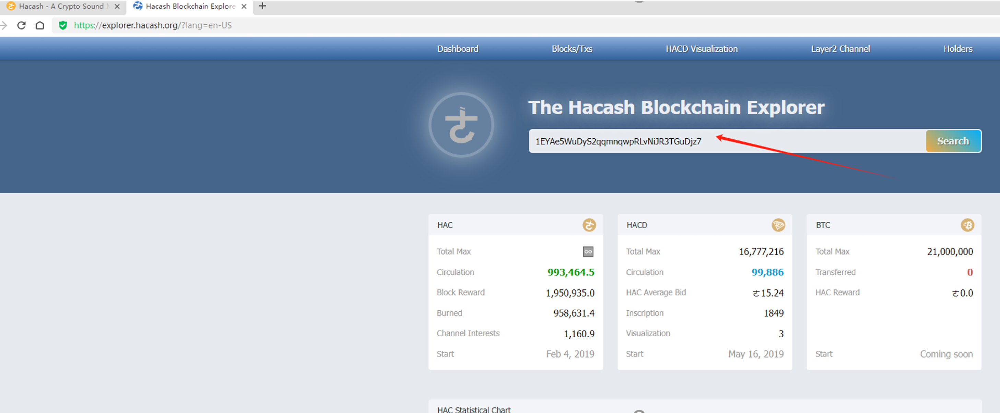 Hacash - A Crypto Sound
Hacash Blockchain Explore
https://explorer.hacash.org/?lang=en-US
Dashboard Blocks/Txs HACD Visualization Layer2 Channel Holders
The Hacash Blockchain Explorer
1EYAe5WuDyS2qqmnqwpRLvNiJR3TGuDjz7 Search
HAC
Total Max ∞
Circulation 993,464.5
Block Reward 1,950,935.0
Burned 958,631.4
Channel Interests 1,160.9
Start Feb 4, 2019
HACD
Total Max 16,777,216
Circulation 99,886
HAC Average Bid 15.24
Inscription 1849
Visualization 3
Start May 16, 2019
BTC
Total Max 21,000,000
Transferred 0
HAC Reward 0.0
Start Coming soon
HAC Statistical Chart